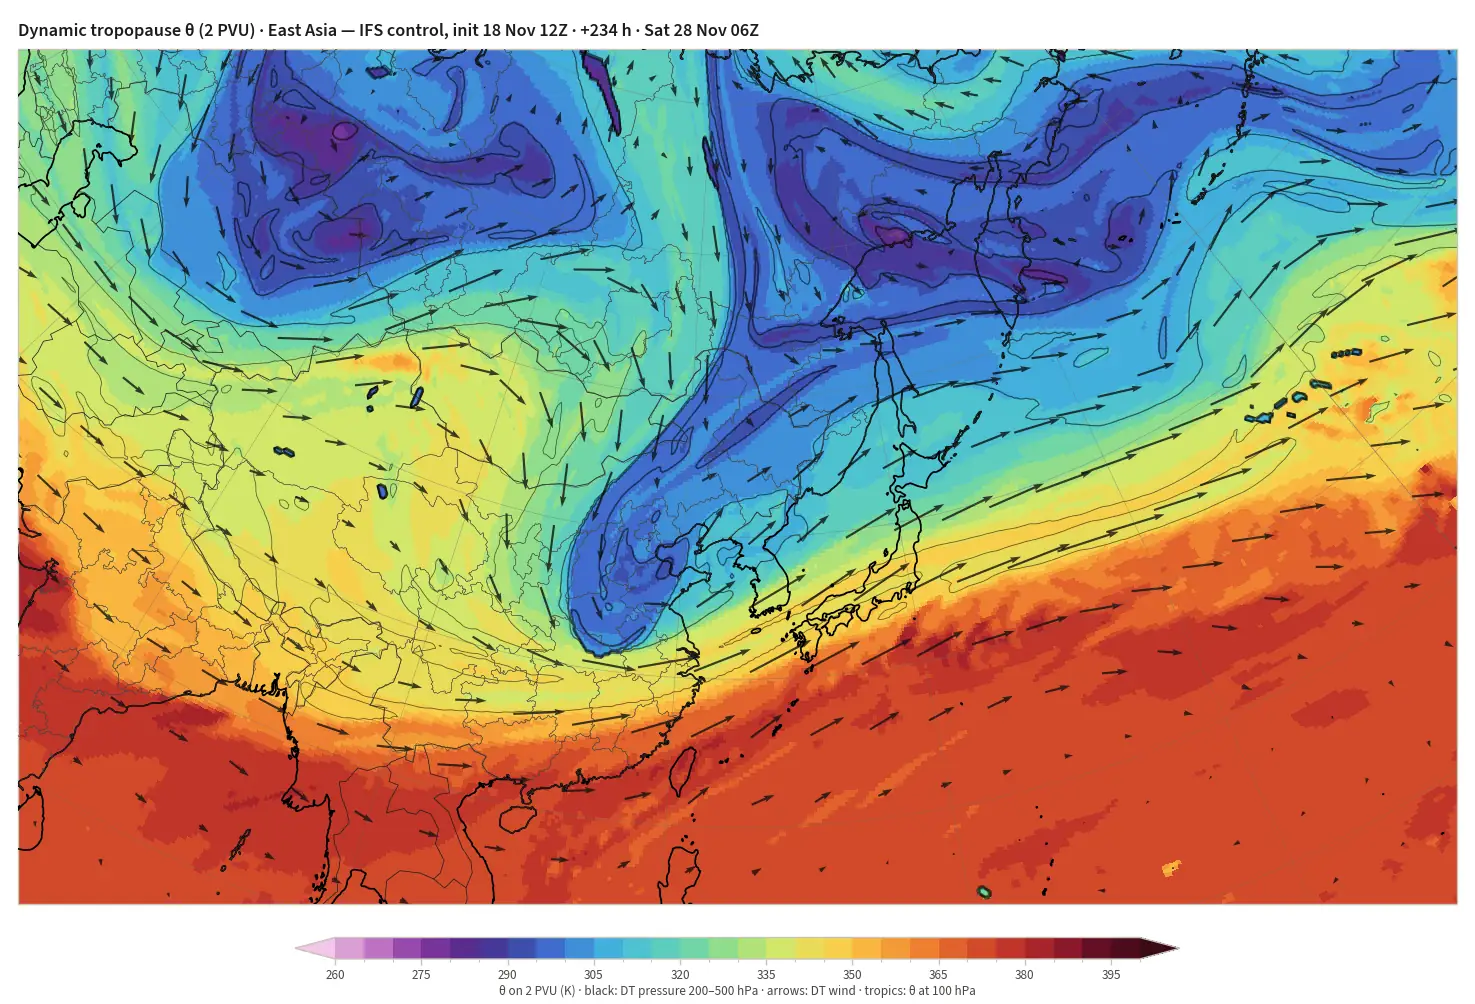 Dynamic tropopause θ (2 PVU) · East Asia — IFS control, init 18 Nov 12Z · +234 h · Sat 28 Nov 06Z
260 275 290 305 320 335 350 365 380 395
θ on 2 PVU (K) · black: DT pressure 200–500 hPa · arrows: DT wind · tropics: θ at 100 hPa